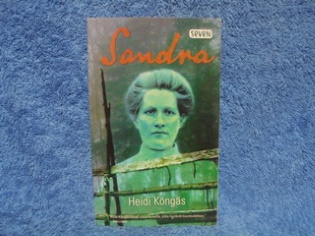 seven
Sandra
Heidi Köngäs